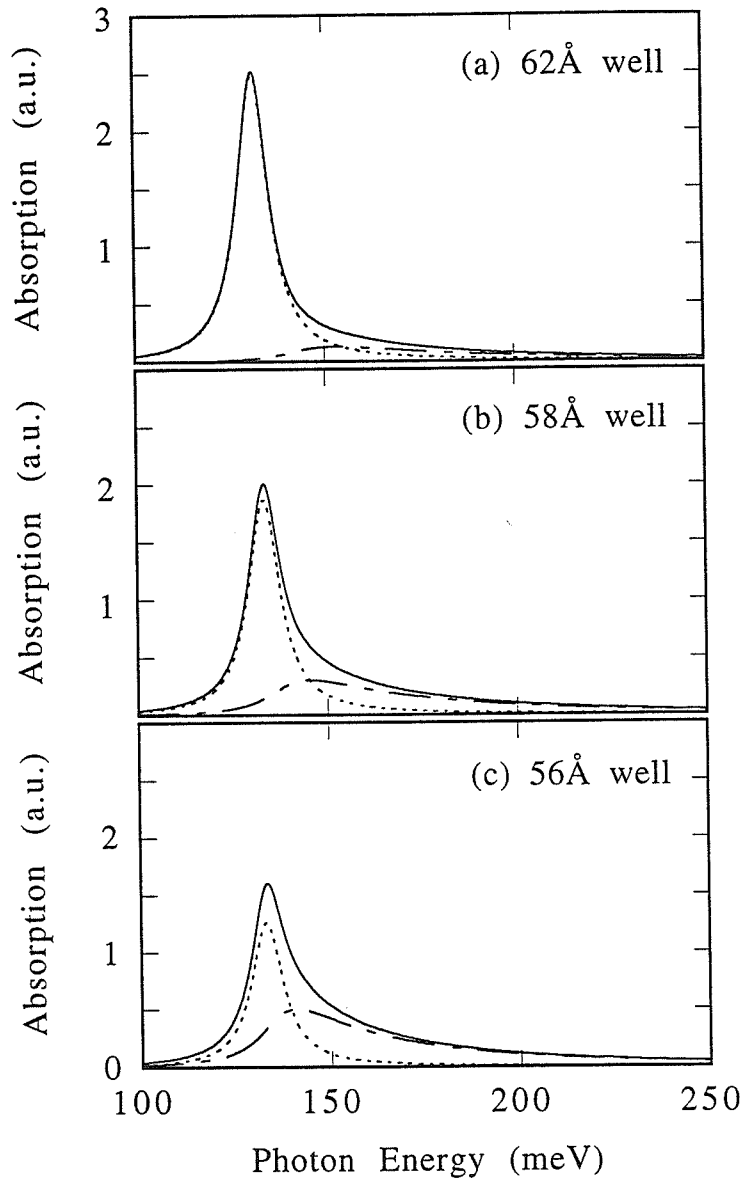 3
2
1
Absorption (a.u.)
(a) 62Å well
2
1
Absorption (a.u.)
(b) 58Å well
2
1
0
Absorption (a.u.)
(c) 56Å well
100 150 200 250
Photon Energy (meV)